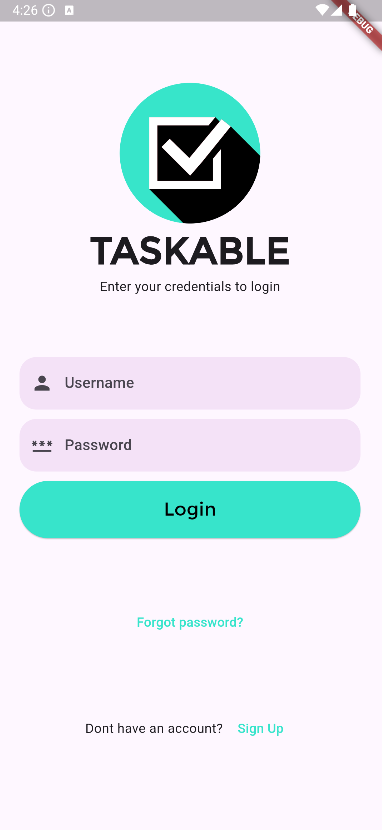 4:26
DEBUG
TASKABLE
Enter your credentials to login
Username
Password
Login
Forgot password?
Dont have an account? Sign Up